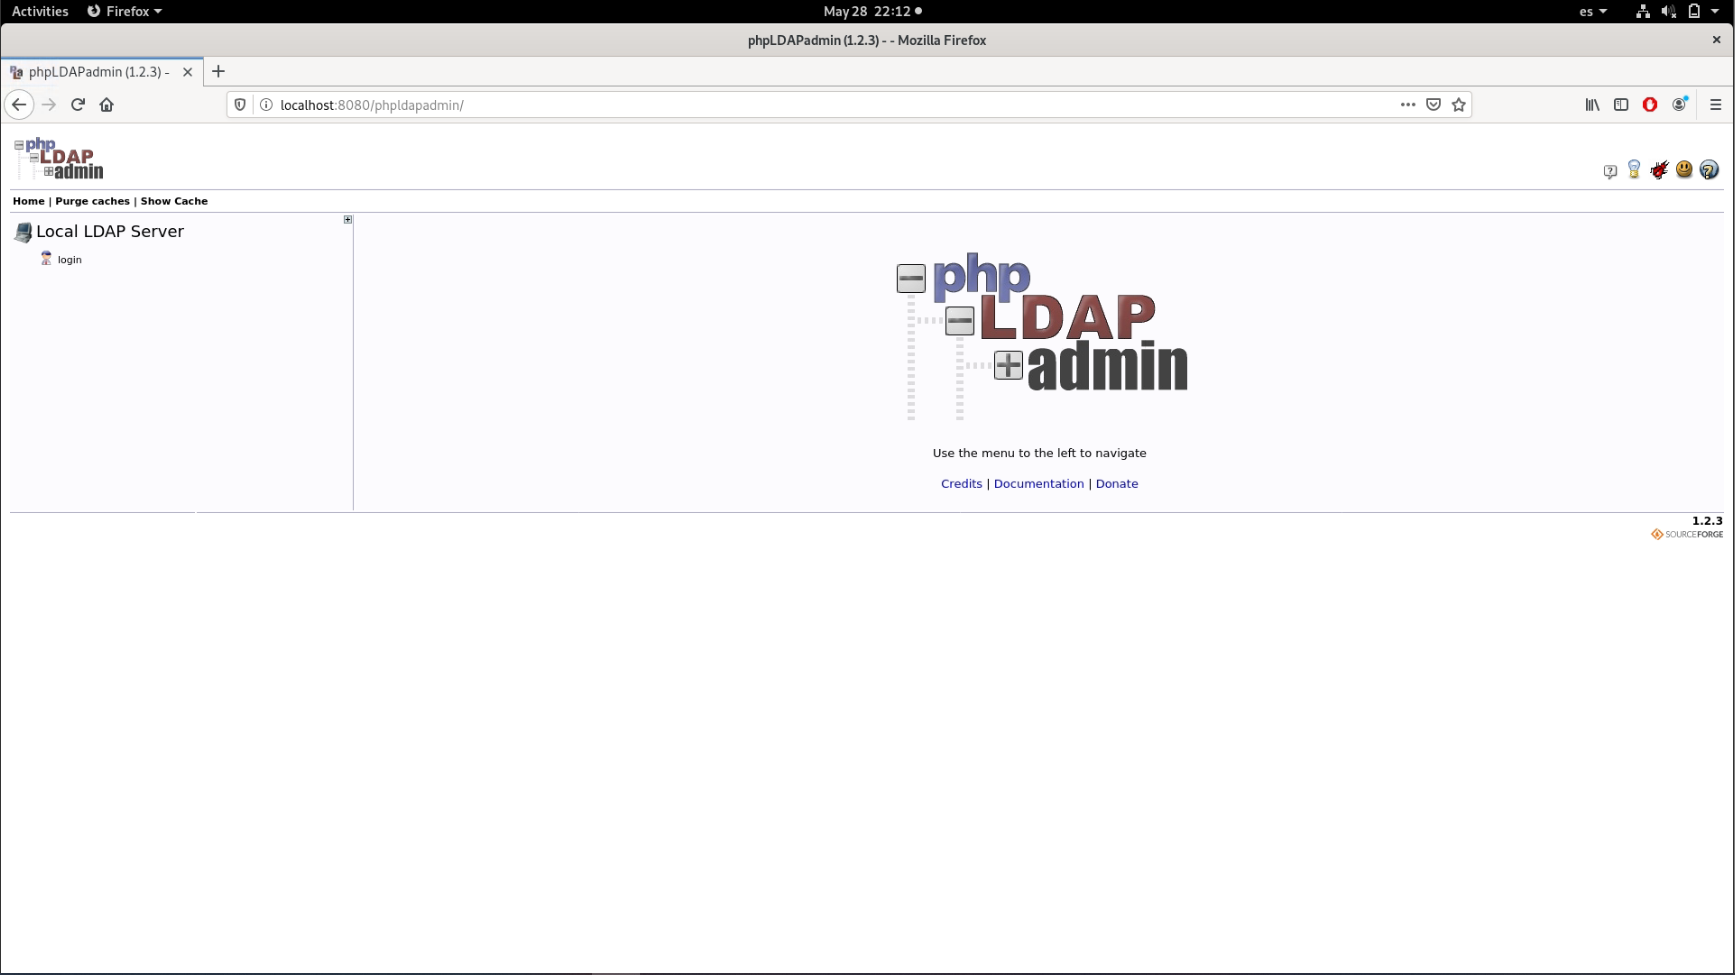 Activities Firefox May 28 22:12 es
phpLDAPadmin (1.2.3) - - Mozilla Firefox
phpLDAPadmin (1.2.3) -
localhost:8080/phpldapadmin/
php
LDAP
admin
Home | Purge caches | Show Cache
Local LDAP Server
login
php
LDAP
admin
Use the menu to the left to navigate
Credits | Documentation | Donate
1.2.3
SOURCEFORGE